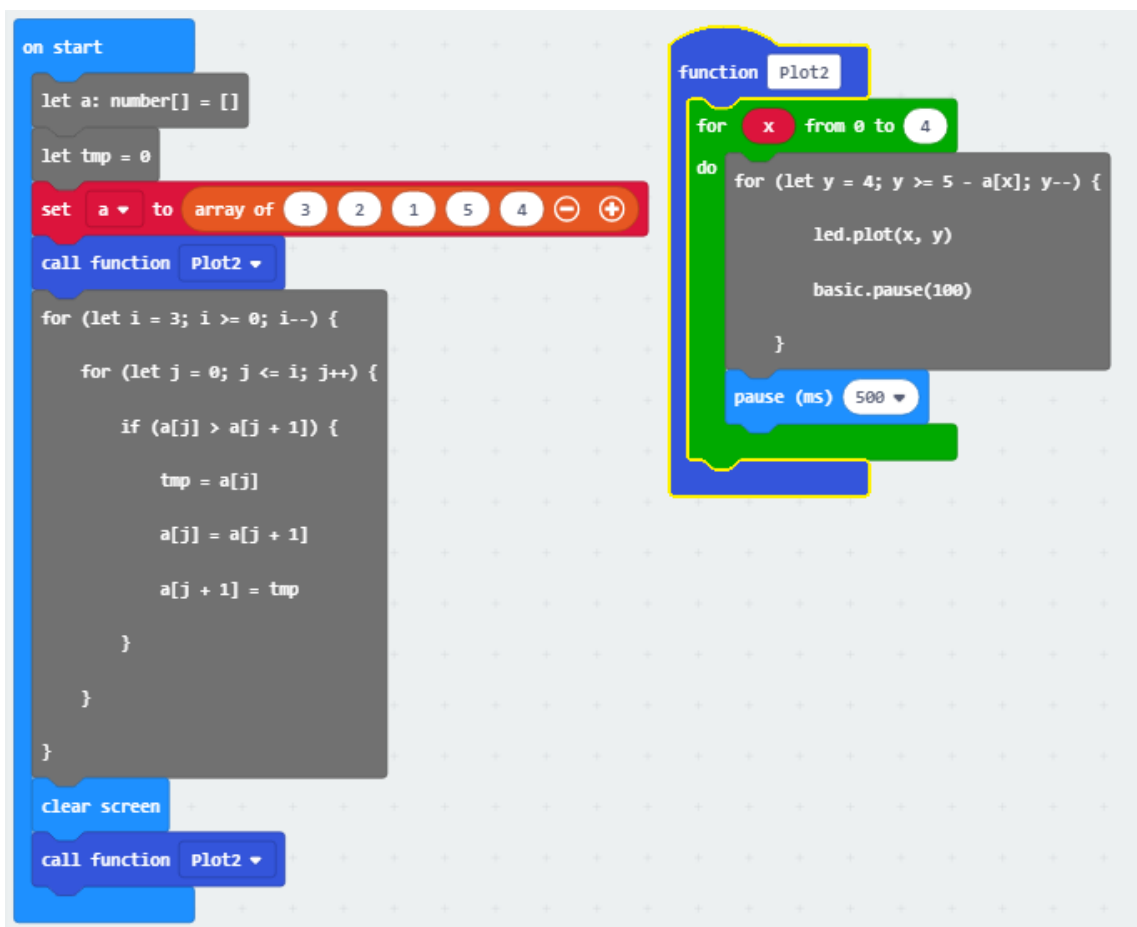 on start
let a: number[] = []
let tmp = 0
set a to array of 3 2 1 5 4
call function Plot2
for (let i = 3; i >= 0; i--) {
for (let j = 0; j <= i; j++) {
if (a[j] > a[j + 1]) {
tmp = a[j]
a[j] = a[j + 1]
a[j + 1] = tmp
}
}
}
clear screen
call function Plot2
function Plot2
for x from 0 to 4
do
for (let y = 4; y >= 5 - a[x]; y--) {
led.plot(x, y)
basic.pause(100)
}
pause (ms) 500